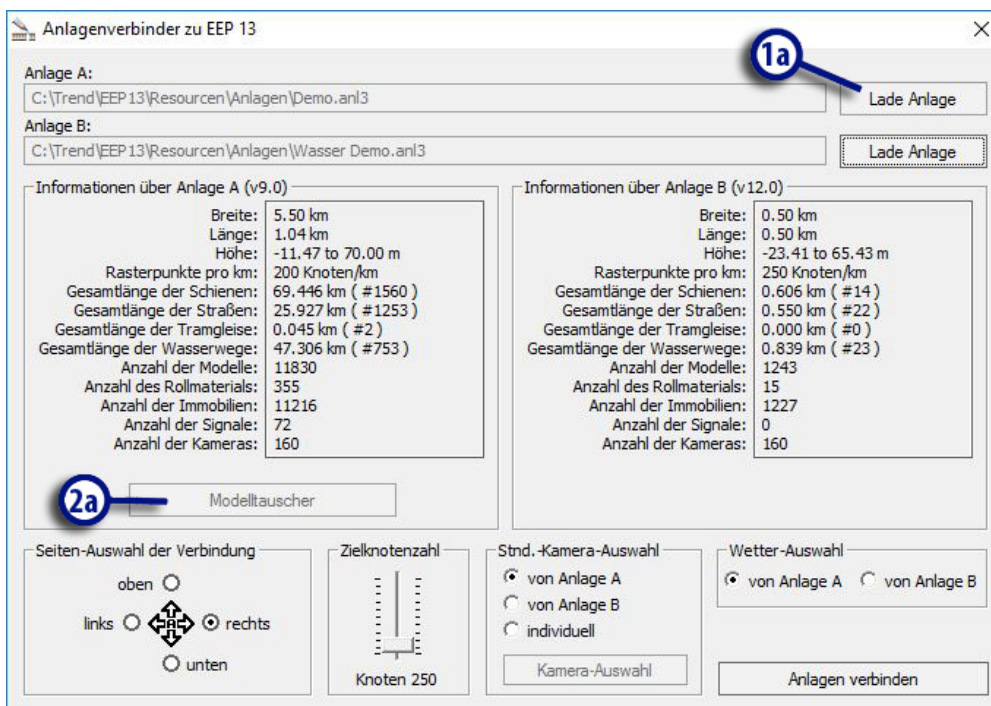 Anlagenverbinder zu EEP 13
1a
Anlage A:
C:\Trend\EEP13\Resourcen\Anlagen\Demo.anl3
Lade Anlage
Anlage B:
C:\Trend\EEP13\Resourcen\Anlagen\Wasser Demo.anl3
Lade Anlage
Informationen über Anlage A (v9.0)
Breite: 5.50 km
Länge: 1.04 km
Höhe: -11.47 to 70.00 m
Rasterpunkte pro km: 200 Knoten/km
Gesamtlänge der Schienen: 69.446 km ( #1560 )
Gesamtlänge der Straßen: 25.927 km ( #1253 )
Gesamtlänge der Tramgleise: 0.045 km ( #2 )
Gesamtlänge der Wasserwege: 47.306 km ( #753 )
Anzahl der Modelle: 11830
Anzahl des Rollmaterials: 355
Anzahl der Immobilien: 11216
Anzahl der Signale: 72
Anzahl der Kameras: 160
2a
Modelltauscher
Informationen über Anlage B (v12.0)
Breite: 0.50 km
Länge: 0.50 km
Höhe: -23.41 to 65.43 m
Rasterpunkte pro km: 250 Knoten/km
Gesamtlänge der Schienen: 0.606 km ( #14 )
Gesamtlänge der Straßen: 0.550 km ( #22 )
Gesamtlänge der Tramgleise: 0.000 km ( #0 )
Gesamtlänge der Wasserwege: 0.839 km ( #23 )
Anzahl der Modelle: 1243
Anzahl des Rollmaterials: 15
Anzahl der Immobilien: 1227
Anzahl der Signale: 0
Anzahl der Kameras: 160
Seiten-Auswahl der Verbindung
oben
links A rechts
unten
Zielknotenzahl
Knoten 250
Stnd.-Kamera-Auswahl
von Anlage A
von Anlage B
individuell
Kamera-Auswahl
Wetter-Auswahl
von Anlage A von Anlage B
Anlagen verbinden